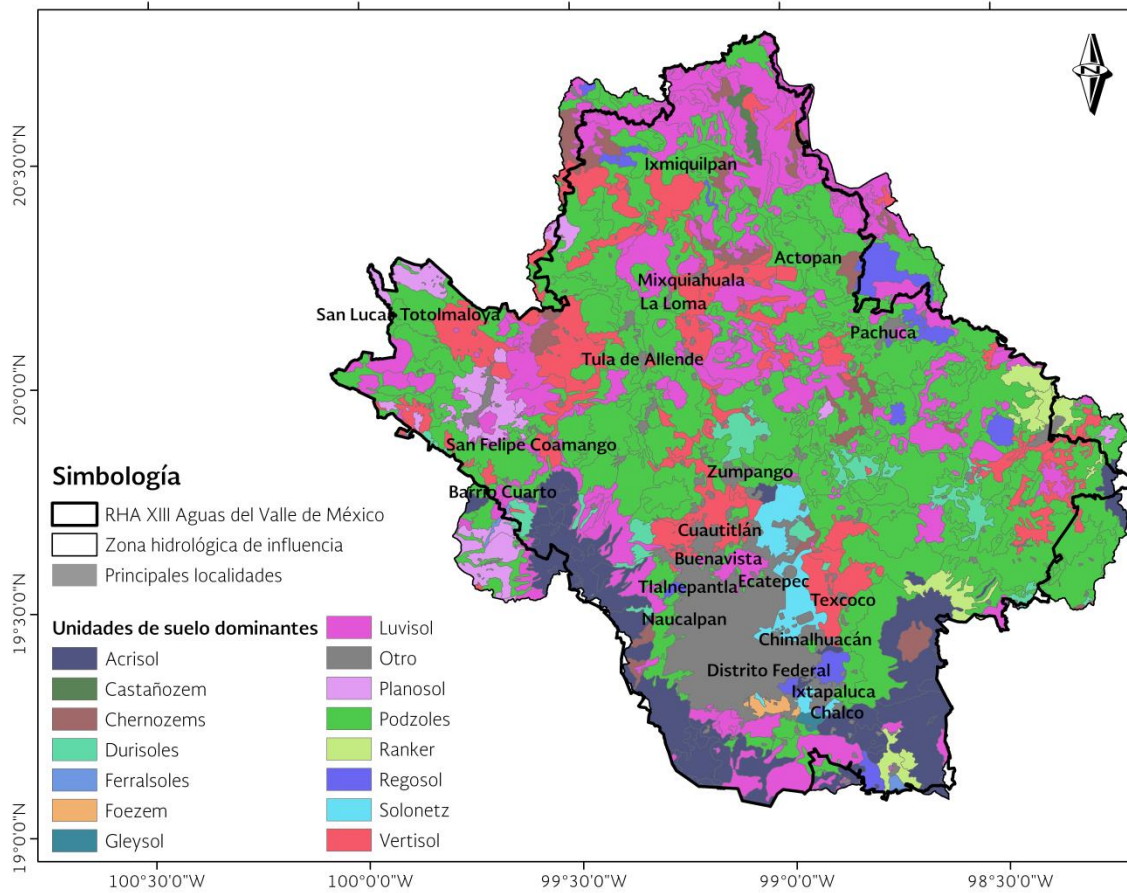 N
20°30'0"N
20°0'0"N
19°30'0"N
19°0'0"N
Ixmiquilpan
Actopan
Mixquiahuala
La Loma
San Lucas Totolmaloya
Pachuca
Tula de Allende
San Felipe Coamango
Zumpango
Barrio Cuarto
Cuautitlán
Buenavista
Ecatepec
Tlalnepantla
Texcoco
Naucalpan
Chimalhuacán
Distrito Federal
Ixtapaluca
Chalco
Simbología
RHA XIII Aguas del Valle de México
Zona hidrológica de influencia
Principales localidades
Unidades de suelo dominantes
Acrisol
Castañozem
Chernozems
Durisoles
Ferralsoles
Foezem
Gleysol
Luvisol
Otro
Planosol
Podzoles
Ranker
Regosol
Solonetz
Vertisol
100°30'0"W
100°0'0"W
99°30'0"W
99°0'0"W
98°30'0"W